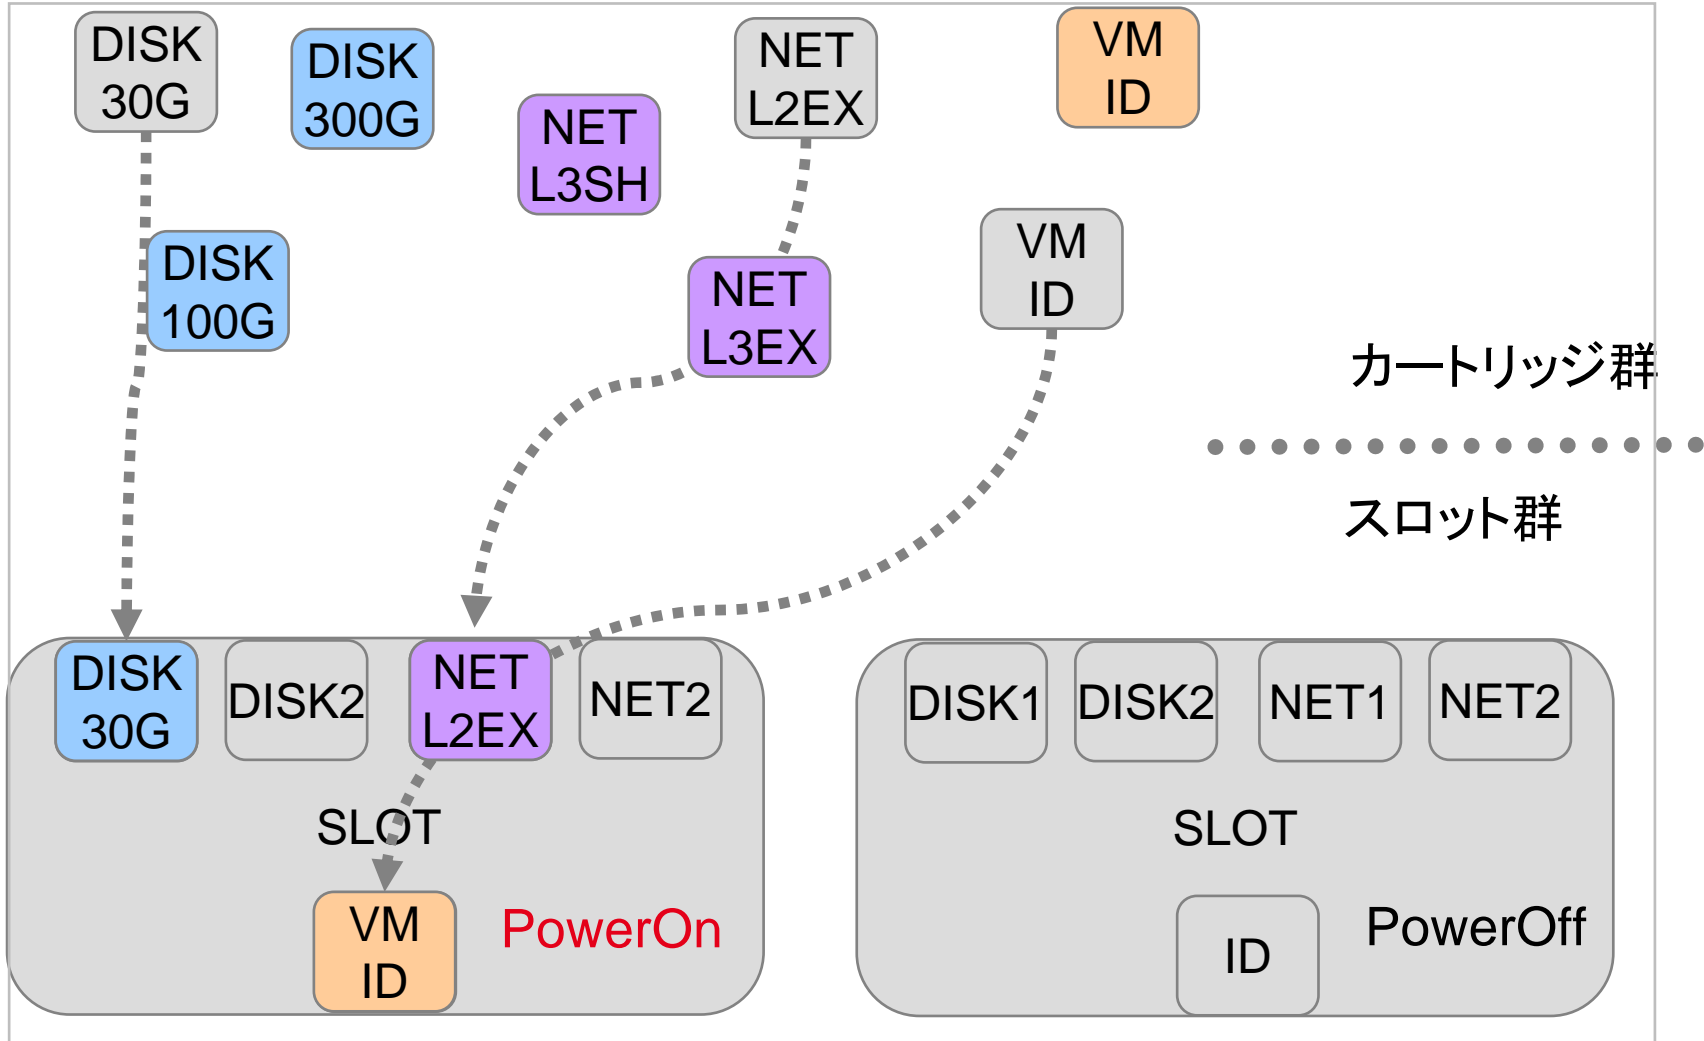 DISK
30G
DISK
300G
NET
L3SH
NET
L2EX
VM
ID
DISK
100G
NET
L3EX
VM
ID
カートリッジ群
スロット群
DISK
30G
DISK2
NET
L2EX
NET2
SLOT
VM
ID
PowerOn
DISK1
DISK2
NET1
NET2
SLOT
ID
PowerOff